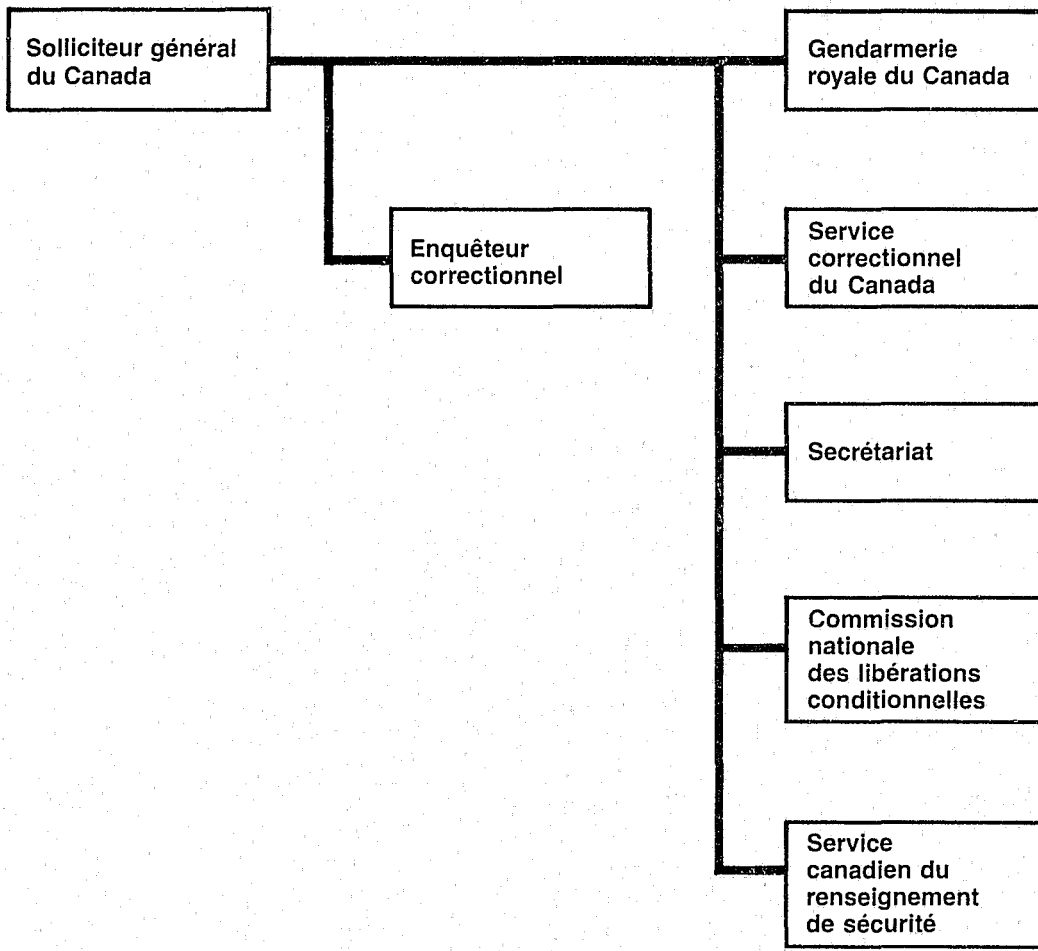 Solliciteur général
du Canada
Gendarmerie
royale du Canada
Enquêteur
correctionnel
Service
correctionnel
du Canada
Secrétariat
Commission
nationale
des libérations
conditionnelles
Service
canadien du
renseignement
de sécurité